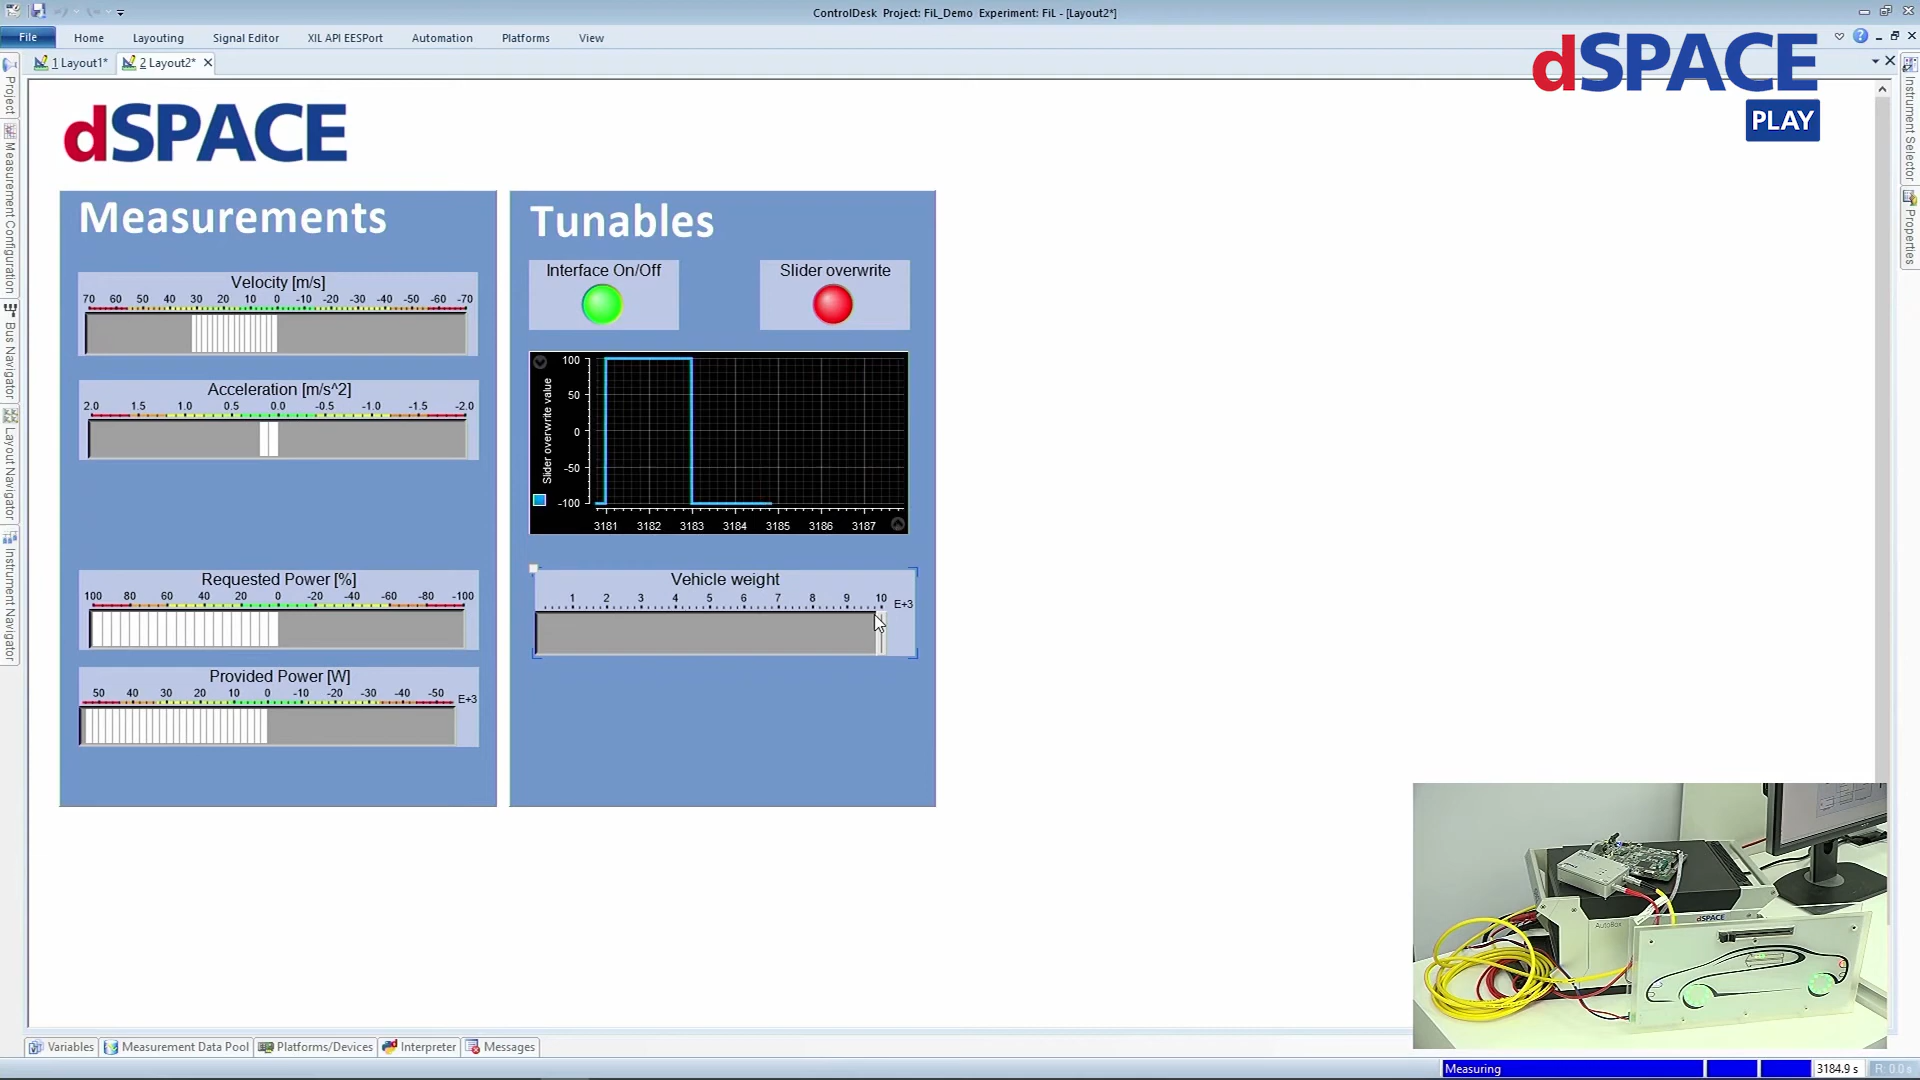 ControlDesk Project: FiL_Demo Experiment: FiL - [Layout2*]
File Home Layouting Signal Editor XIL API EESPort Automation Platforms View
1 Layout1* 2 Layout2*
dSPACE
PLAY
dSPACE
Project
Measurement Configuration
Bus Navigator
Layout Navigator
Instrument Navigator
Instrument Selector
Properties
Measurements
Velocity [m/s]
70 60 50 40 30 20 10 0 -10 -20 -30 -40 -50 -60 -70
Acceleration [m/s^2]
2.0 1.5 1.0 0.5 0.0 -0.5 -1.0 -1.5 -2.0
Requested Power [%]
100 80 60 40 20 0 -20 -40 -60 -80 -100
Provided Power [W]
50 40 30 20 10 0 -10 -20 -30 -40 -50 E+3
Tunables
Interface On/Off
Slider overwrite
Slider overwrite value
100
50
0
-50
-100
3181 3182 3183 3184 3185 3186 3187
Vehicle weight
1 2 3 4 5 6 7 8 9 10 E+3
dSPACE
AutoBox
Variables Measurement Data Pool Platforms/Devices Interpreter Messages
Measuring 3184.9 s R: 0.0 s